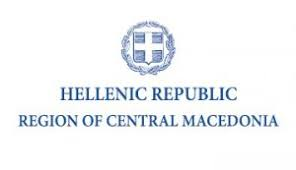 HELLENIC REPUBLIC
REGION OF CENTRAL MACEDONIA